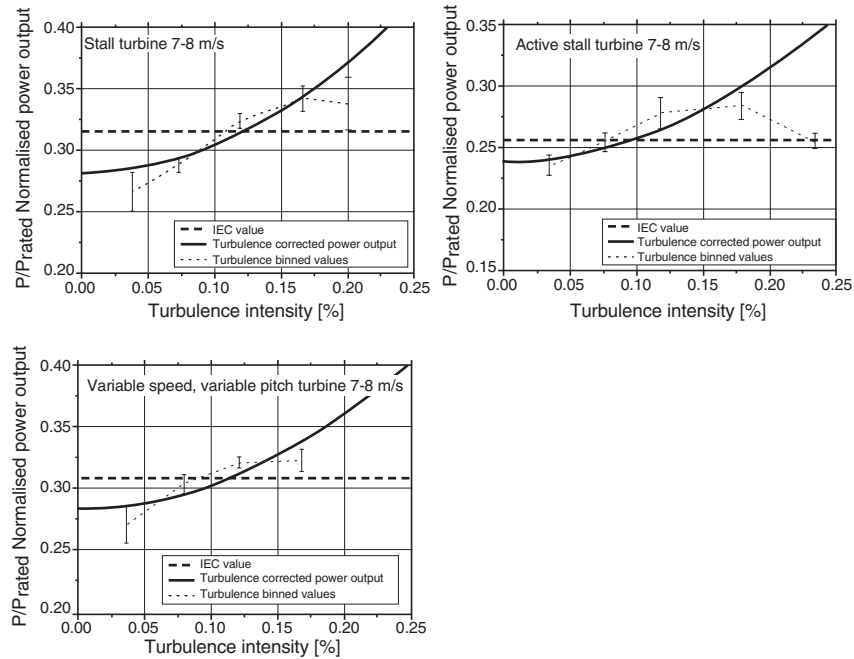 P/Prated Normalised power output
0.40
0.35
0.30
0.25
0.20
Stall turbine 7-8 m/s
IEC value
Turbulence corrected power output
Turbulence binned values
0.00 0.05 0.10 0.15 0.20 0.25
Turbulence intensity [%]
P/Prated Normalised power output
0.35
0.30
0.25
0.20
0.15
Active stall turbine 7-8 m/s
IEC value
Turbulence corrected power output
Turbulence binned values
0.00 0.05 0.10 0.15 0.20 0.25
Turbulence intensity [%]
P/Prated Normalised power output
0.40
0.35
0.30
0.25
0.20
Variable speed, variable pitch turbine 7-8 m/s
IEC value
Turbulence corrected power output
Turbulence binned values
0.00 0.05 0.10 0.15 0.20 0.25
Turbulence intensity [%]